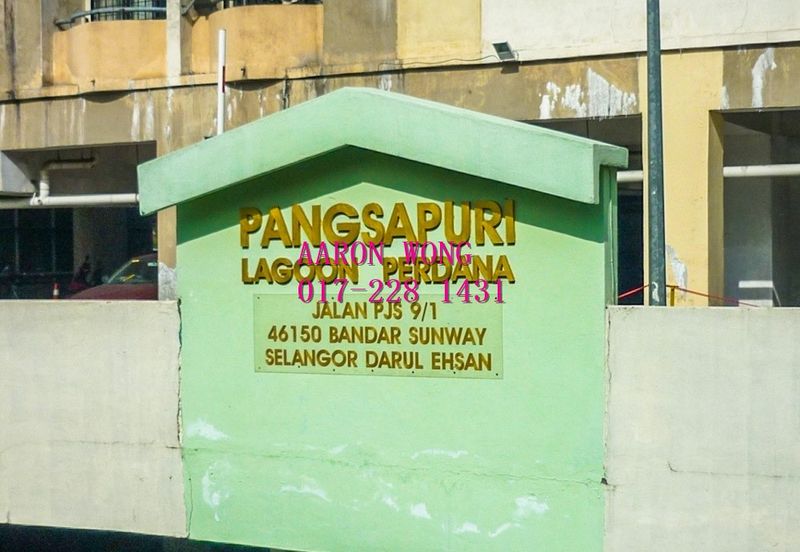 PANGSAPURI
AARON WONG
LAGOON PERDANA
017-228 1431
JALAN PJS 9/1
46150 BANDAR SUNWAY
SELANGOR DARUL EHSAN